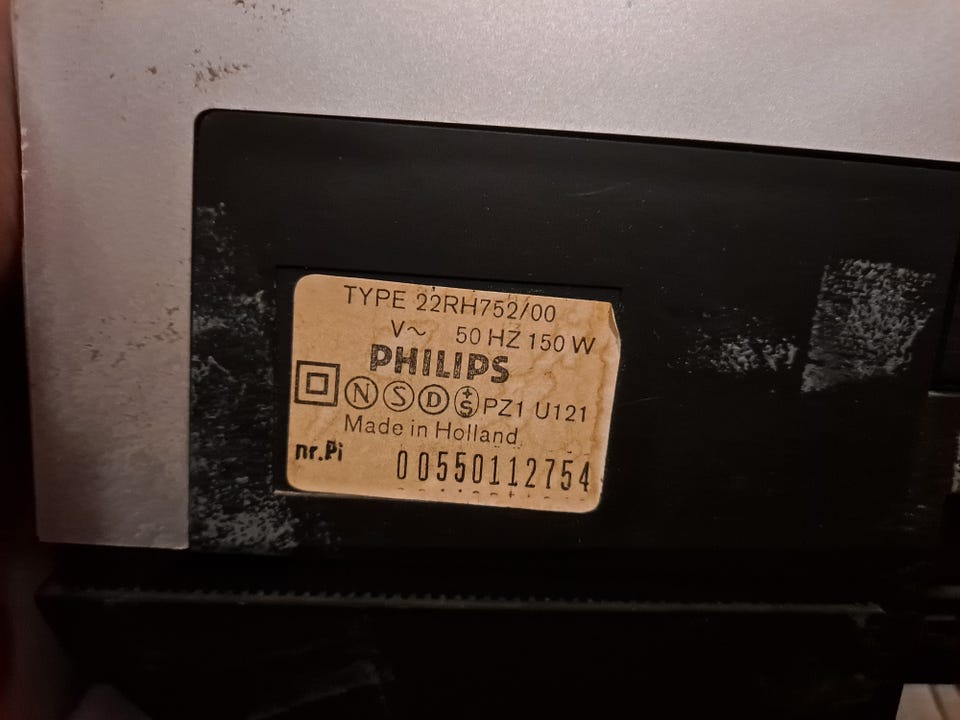 TYPE 22RH752/00
V~ 50 HZ 150 W
PHILIPS
N S D +S PZ1 U121
Made in Holland
nr.Pi 00550112754